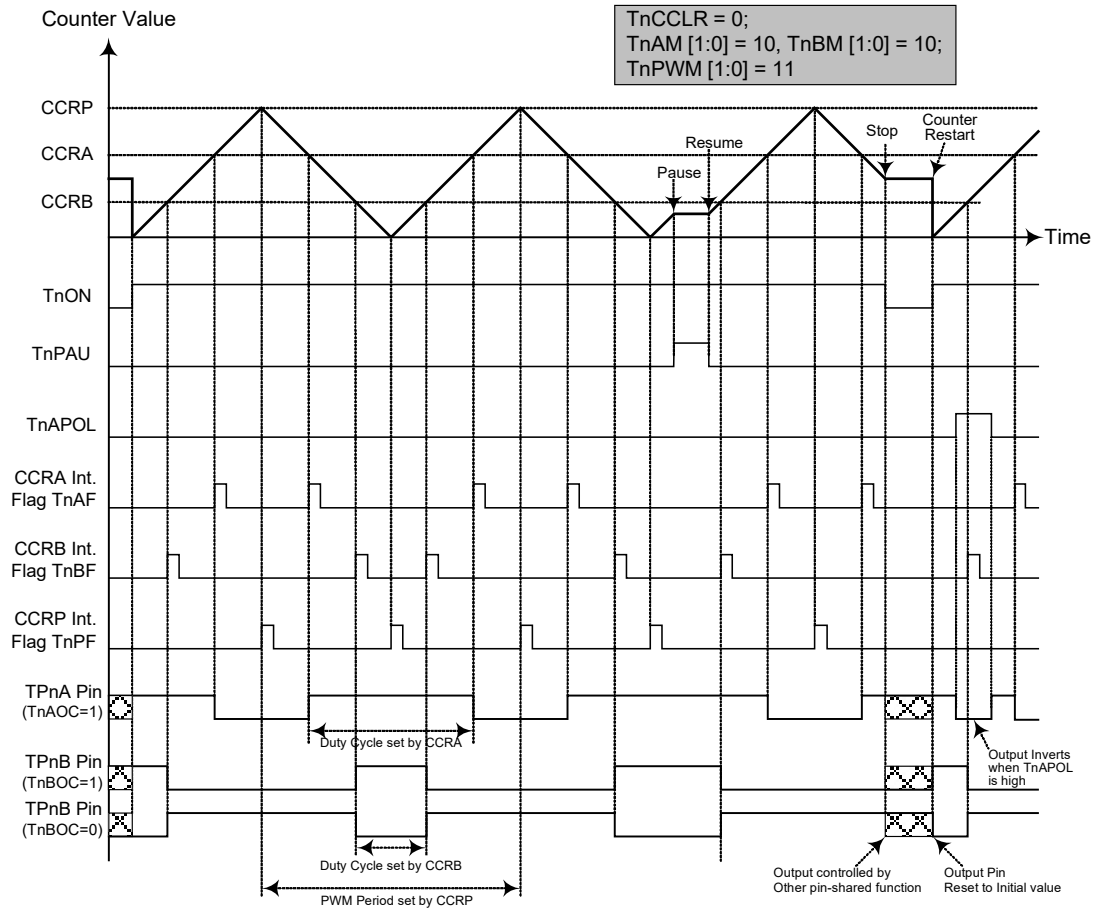 Counter Value
TnCCLR = 0;
TnAM [1:0] = 10, TnBM [1:0] = 10;
TnPWM [1:0] = 11
CCRP
CCRA
CCRB
Pause
Resume
Stop
Counter
Restart
Time
TnON
TnPAU
TnAPOL
CCRA Int.
Flag TnAF
CCRB Int.
Flag TnBF
CCRP Int.
Flag TnPF
TPnA Pin
(TnAOC=1)
Duty Cycle set by CCRA
Output Inverts
when TnAPOL
is high
TPnB Pin
(TnBOC=1)
TPnB Pin
(TnBOC=0)
Duty Cycle set by CCRB
PWM Period set by CCRP
Output controlled by
Other pin-shared function
Output Pin
Reset to Initial value